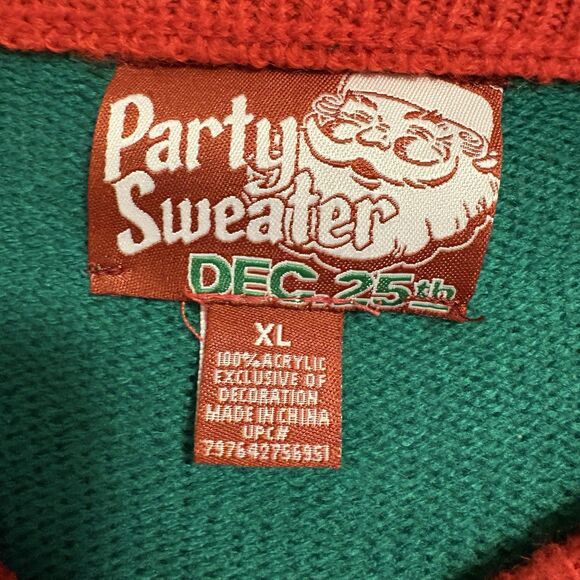 Party
Sweater
DEC. 25th
XL
100% ACRYLIC
EXCLUSIVE OF
DECORATION
MADE IN CHINA
UPC#
797642756951